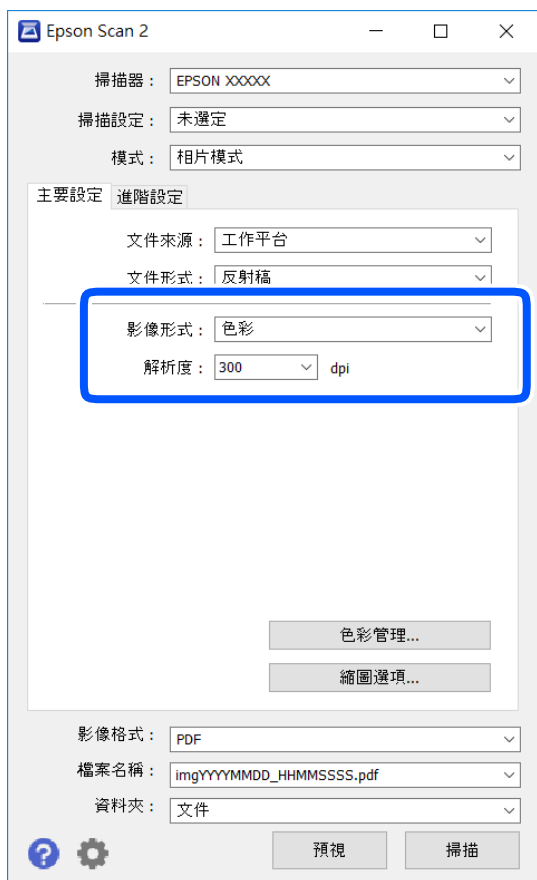 Epson Scan 2
掃描器： EPSON XXXXX
掃描設定： 未選定
模式： 相片模式
主要設定 進階設定
文件來源： 工作平台
文件形式： 反射稿
影像形式： 色彩
解析度： 300 dpi
色彩管理...
縮圖選項...
影像格式： PDF
檔案名稱： imgYYYYMMDD_HHMMSSSS.pdf
資料夾： 文件
? 預視 掃描